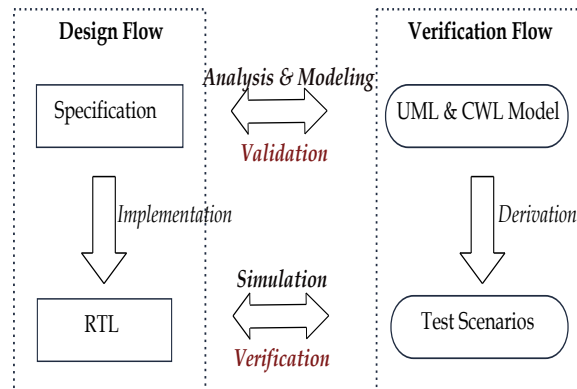 Design Flow
Verification Flow
Analysis & Modeling
Specification
UML & CWL Model
Validation
Implementation
Derivation
Simulation
RTL
Test Scenarios
Verification